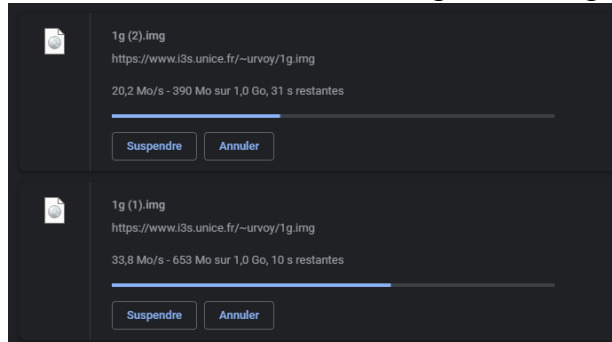 1g (2).img
https://www.i3s.unice.fr/~urvoy/1g.img
20,2 Mo/s - 390 Mo sur 1,0 Go, 31 s restantes
Suspendre Annuler
1g (1).img
https://www.i3s.unice.fr/~urvoy/1g.img
33,8 Mo/s - 653 Mo sur 1,0 Go, 10 s restantes
Suspendre Annuler